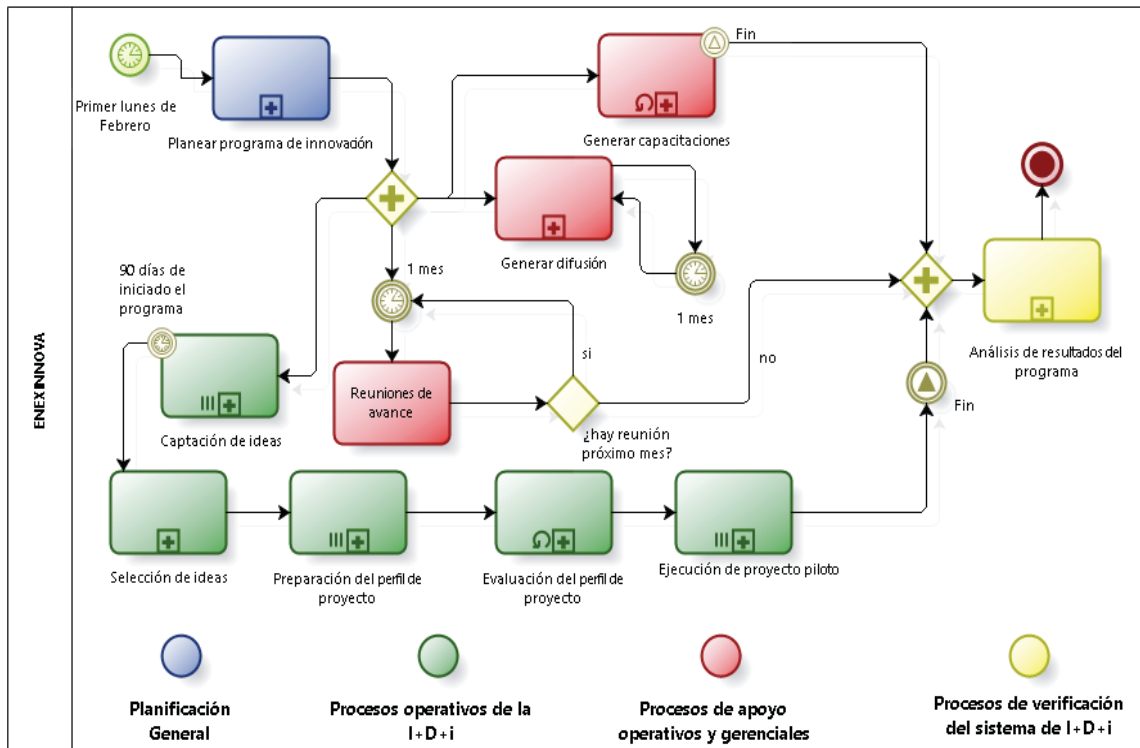 ENEXINNOVA
Primer lunes de
Febrero
Planear programa de innovación
Generar capacitaciones
Fin
Generar difusión
1 mes
1 mes
90 días de
iniciado el
programa
Captación de ideas
Reuniones de
avance
si
¿hay reunión
próximo mes?
no
Análisis de resultados del
programa
Fin
Selección de ideas
Preparación del perfil de
proyecto
Evaluación del perfil de
proyecto
Ejecución de proyecto piloto
Planificación
General
Procesos operativos de la
I+D+i
Procesos de apoyo
operativos y gerenciales
Procesos de verificación
del sistema de I+D+i